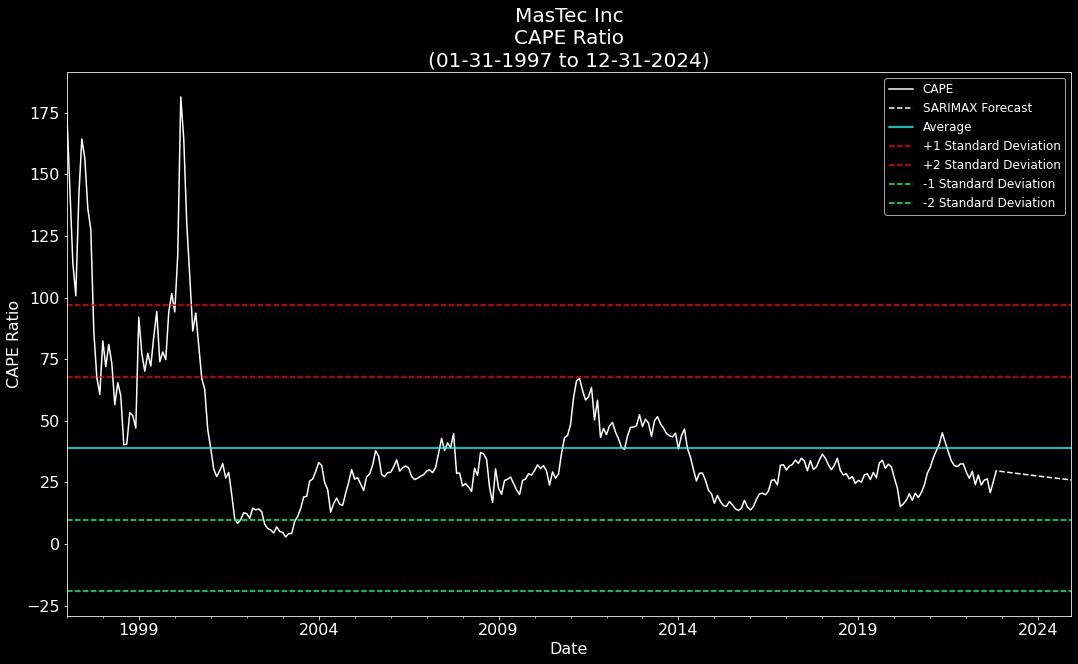 MasTec Inc
CAPE Ratio
(01-31-1997 to 12-31-2024)
CAPE
SARIMAX Forecast
Average
+1 Standard Deviation
+2 Standard Deviation
-1 Standard Deviation
-2 Standard Deviation
CAPE Ratio
175
150
125
100
75
50
25
0
−25
1999
2004
2009
2014
2019
2024
Date